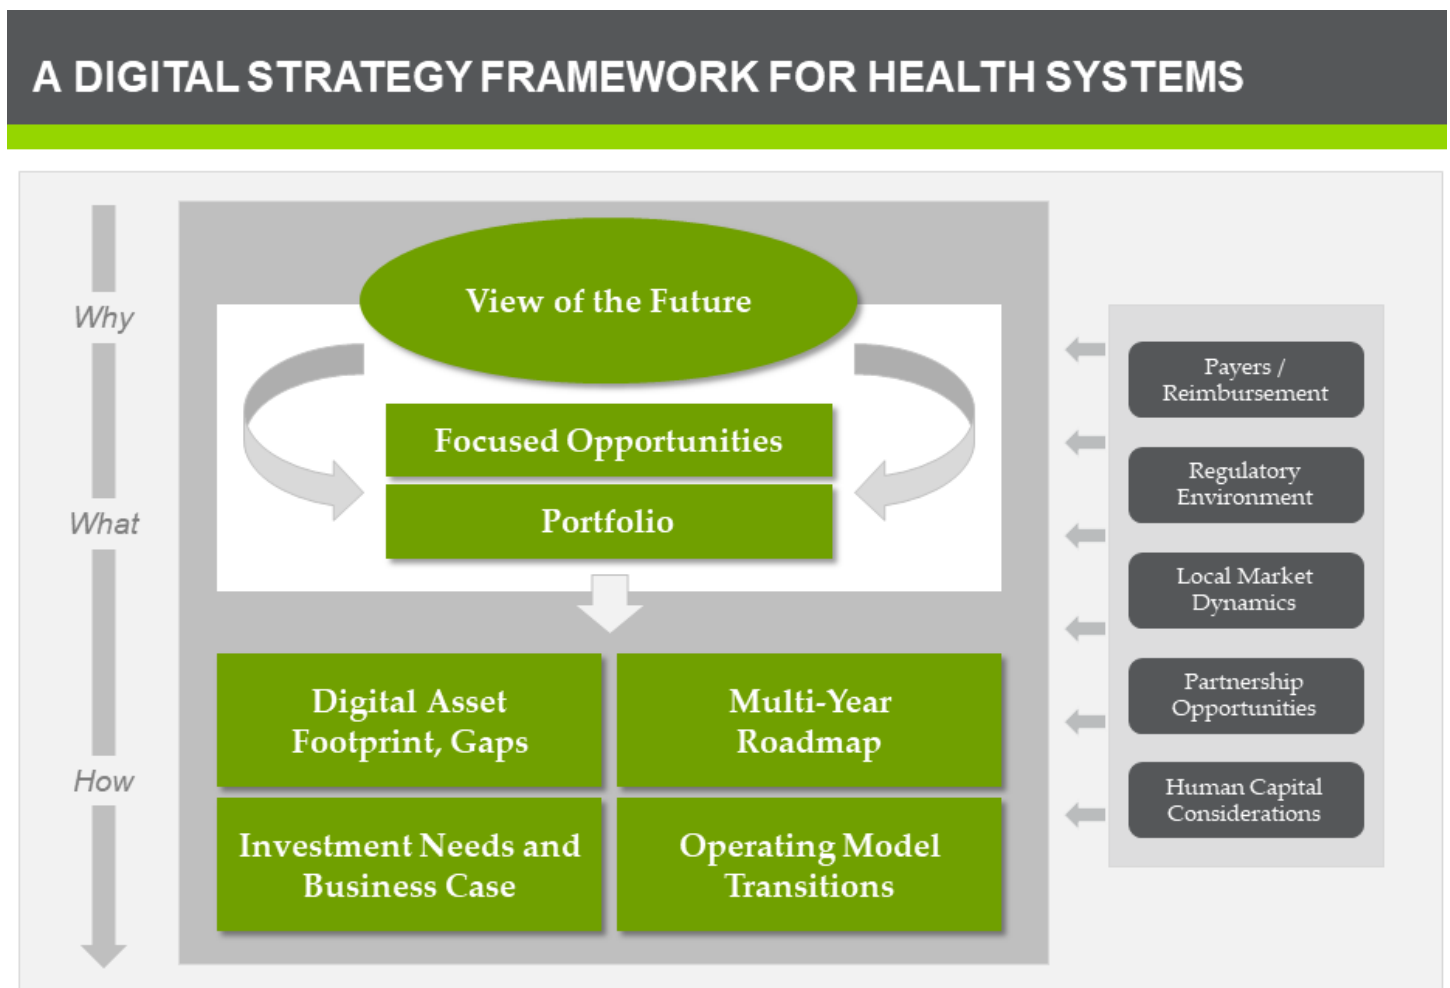 A DIGITAL STRATEGY FRAMEWORK FOR HEALTH SYSTEMS
Why
What
How
View of the Future
Focused Opportunities
Portfolio
Digital Asset
Footprint, Gaps
Multi-Year
Roadmap
Investment Needs and
Business Case
Operating Model
Transitions
Payers /
Reimbursement
Regulatory
Environment
Local Market
Dynamics
Partnership
Opportunities
Human Capital
Considerations